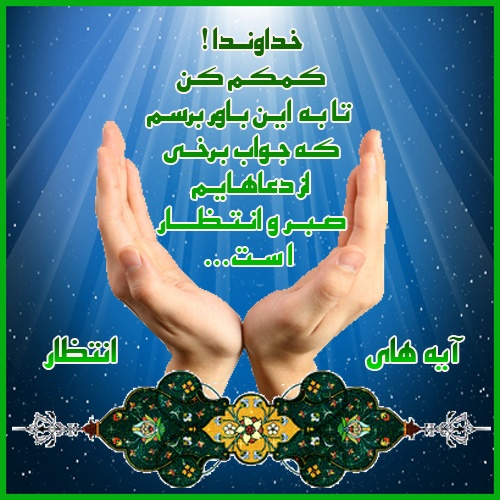 خداوندا !
کمکم کن
تا به این باور برسم
که جواب برخی
از دعاهایم
صبر و انتظار
است...
آیه های انتظار